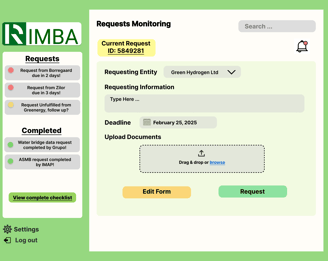 RIMBA
Requests
Request from Borregaard
due in 2 days!
Request from Zilor
due in 3 days!
Request Unfulfilled from
Greenergy, follow up?
Completed
Water bridge data request
completed by Grupo!
ASMB request completed
by IMAP!
View complete checklist
Settings
Log out
Requests Monitoring
Search ...
Current Request
ID: 5849281
Requesting Entity
Green Hydrogen Ltd
Requesting Information
Type Here ...
Deadline
February 25, 2025
Upload Documents
Drag & drop or browse
Edit Form
Request